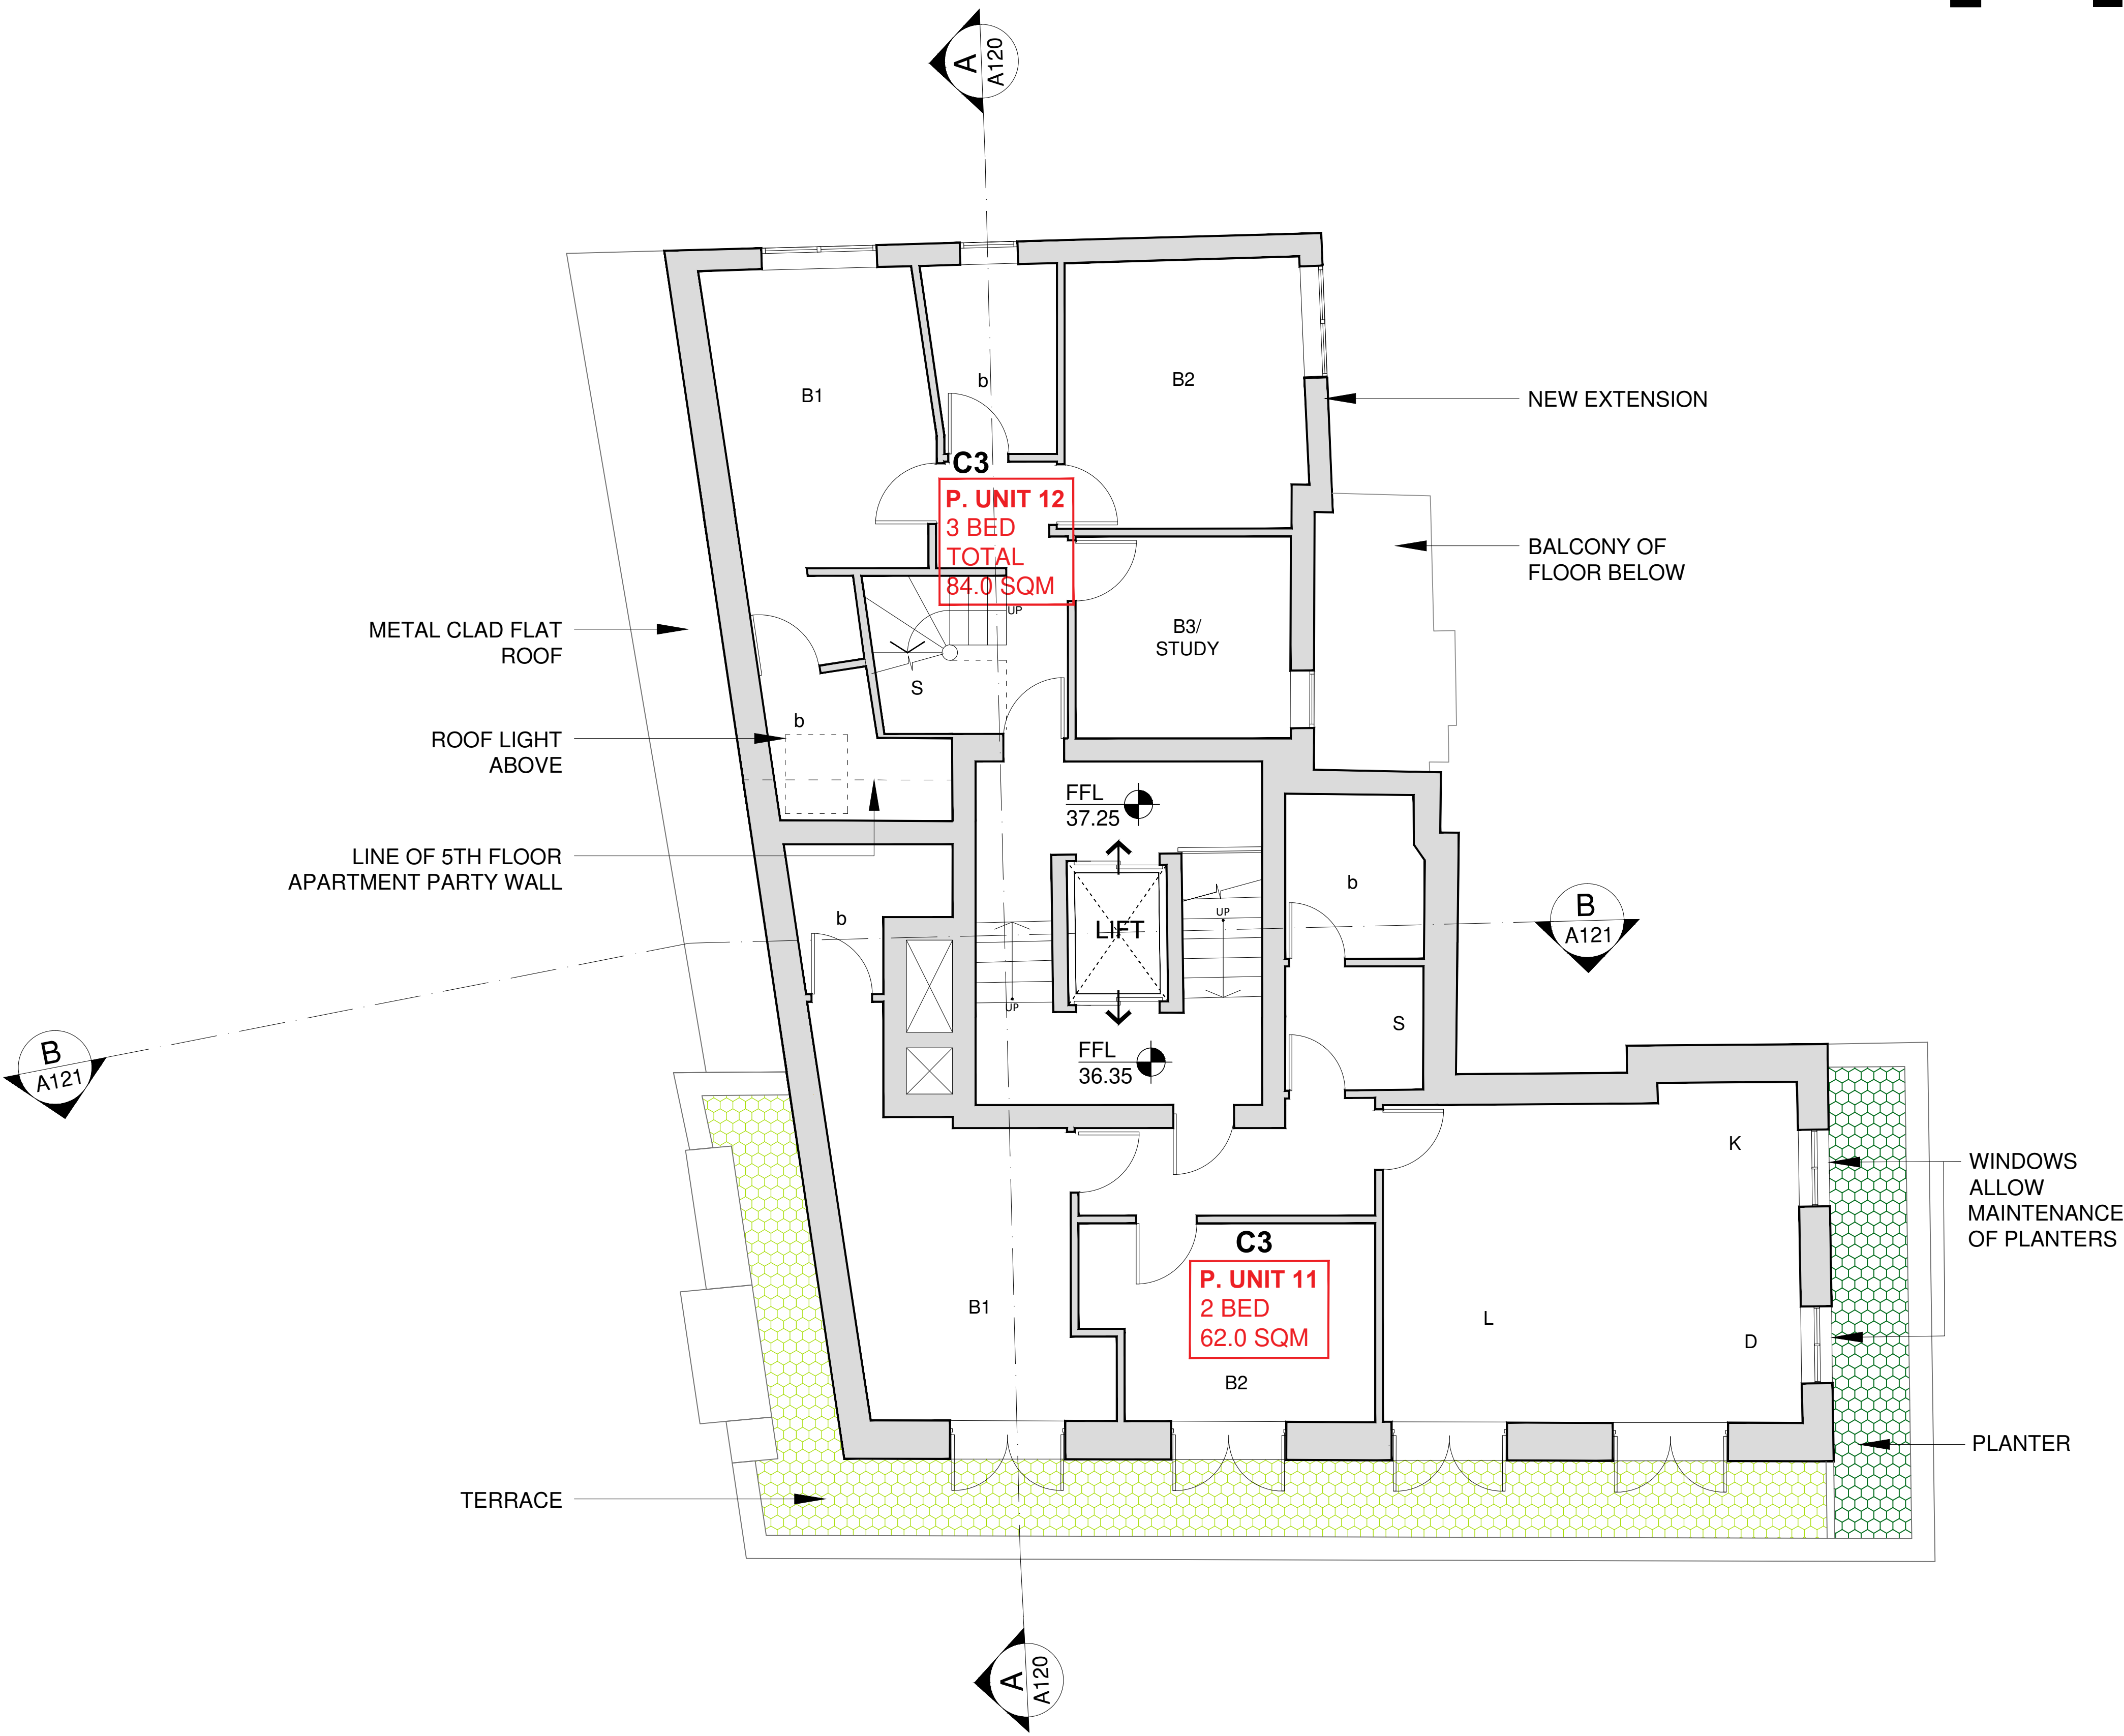 A
A120
B1
b
B2
NEW EXTENSION
C3
P. UNIT 12
3 BED
TOTAL
84.0 SQM
UP
BALCONY OF
FLOOR BELOW
B3/
STUDY
METAL CLAD FLAT
ROOF
S
b
ROOF LIGHT
ABOVE
FFL
37.25
LINE OF 5TH FLOOR
APARTMENT PARTY WALL
b
b
LIFT
UP
UP
B
A121
S
B
A121
FFL
36.35
K
WINDOWS
ALLOW
MAINTENANCE
OF PLANTERS
C3
P. UNIT 11
2 BED
62.0 SQM
B1
L
D
B2
PLANTER
TERRACE
A
A120